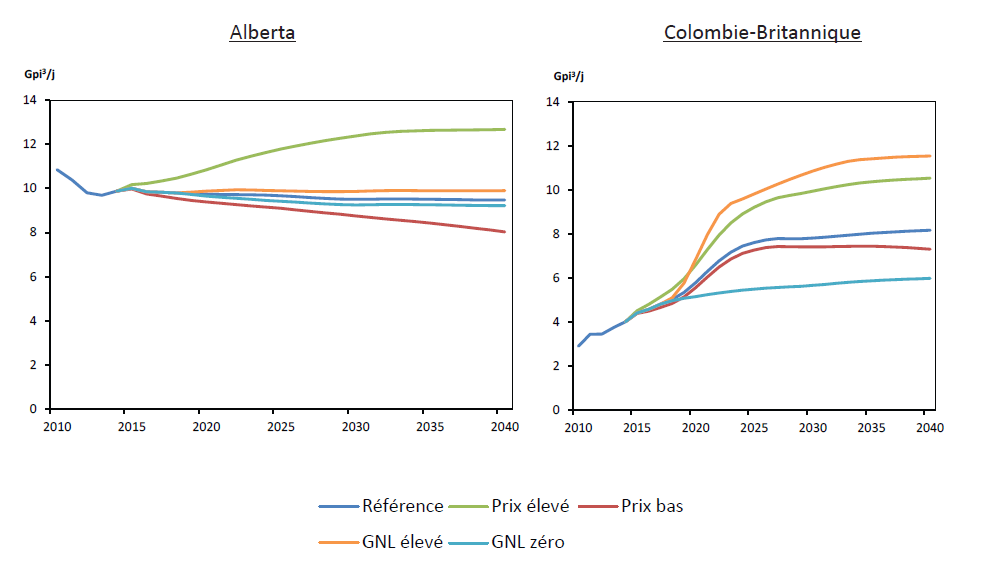 Alberta
Colombie-Britannique
Gpi³/j
Gpi³/j
14
12
10
8
6
4
2
0
2010 2015 2020 2025 2030 2035 2040
14
12
10
8
6
4
2
0
2010 2015 2020 2025 2030 2035 2040
Référence Prix élevé Prix bas
GNL élevé GNL zéro